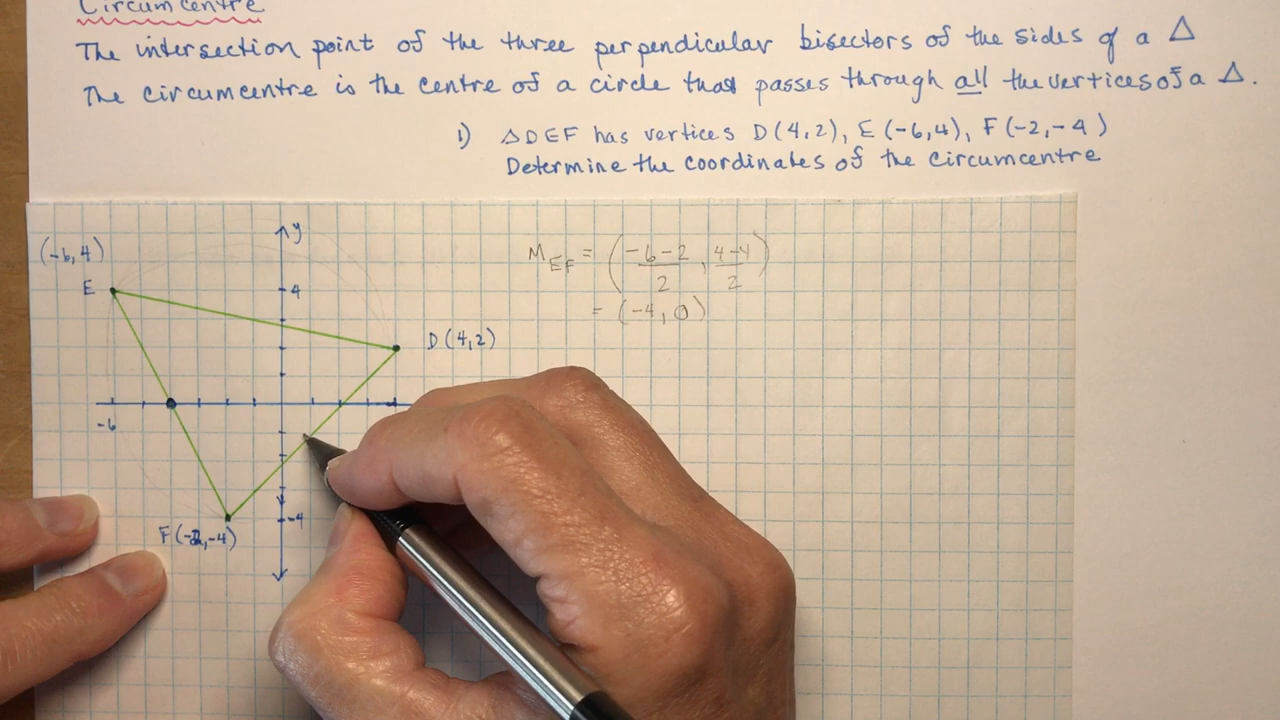 Circumcentre
The intersection point of the three perpendicular bisectors of the sides of a Δ
The circumcentre is the centre of a circle that passes through all the vertices of a Δ.
1) ΔDEF has vertices D(4,2), E(-6,4), F(-2,-4)
Determine the coordinates of the circumcentre
y
(-6,4)
E
4
D(4,2)
-6
-4
F(-2,-4)
M_EF = (-6-2/2, 4-4/2)
= (-4, 0)